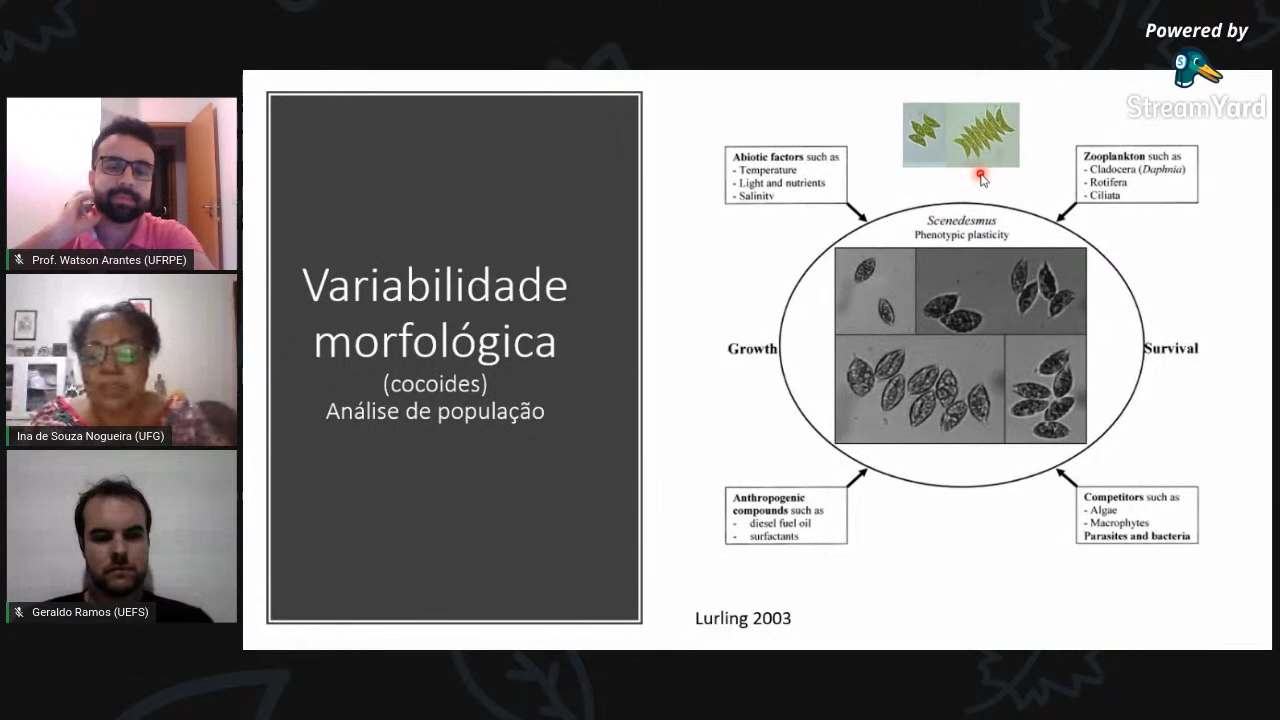 Powered by
StreamYard
Prof. Watson Arantes (UFRPE)
Ina de Souza Nogueira (UFG)
Geraldo Ramos (UEFS)
Variabilidade
morfológica
(cocoides)
Análise de população
Abiotic factors such as
- Temperature
- Light and nutrients
- Salinity
Zooplankton such as
- Cladocera (Daphnia)
- Rotifera
- Ciliata
Scenedesmus
Phenotypic plasticity
Growth
Survival
Anthropogenic
compounds such as
- diesel fuel oil
- surfactants
Competitors such as
- Algae
- Macrophytes
Parasites and bacteria
Lurling 2003